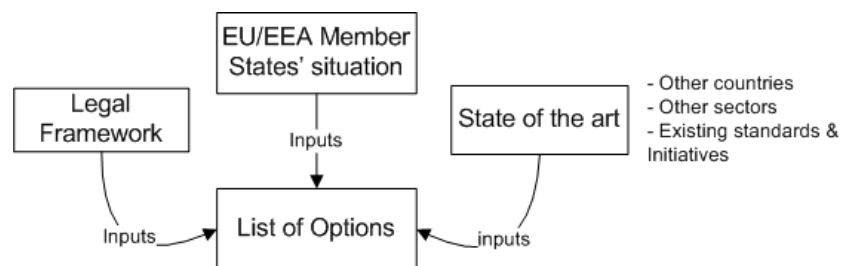 EU/EEA Member
States’ situation
Legal
Framework
State of the art
- Other countries
- Other sectors
- Existing standards &
Initiatives
Inputs
List of Options
Inputs
inputs